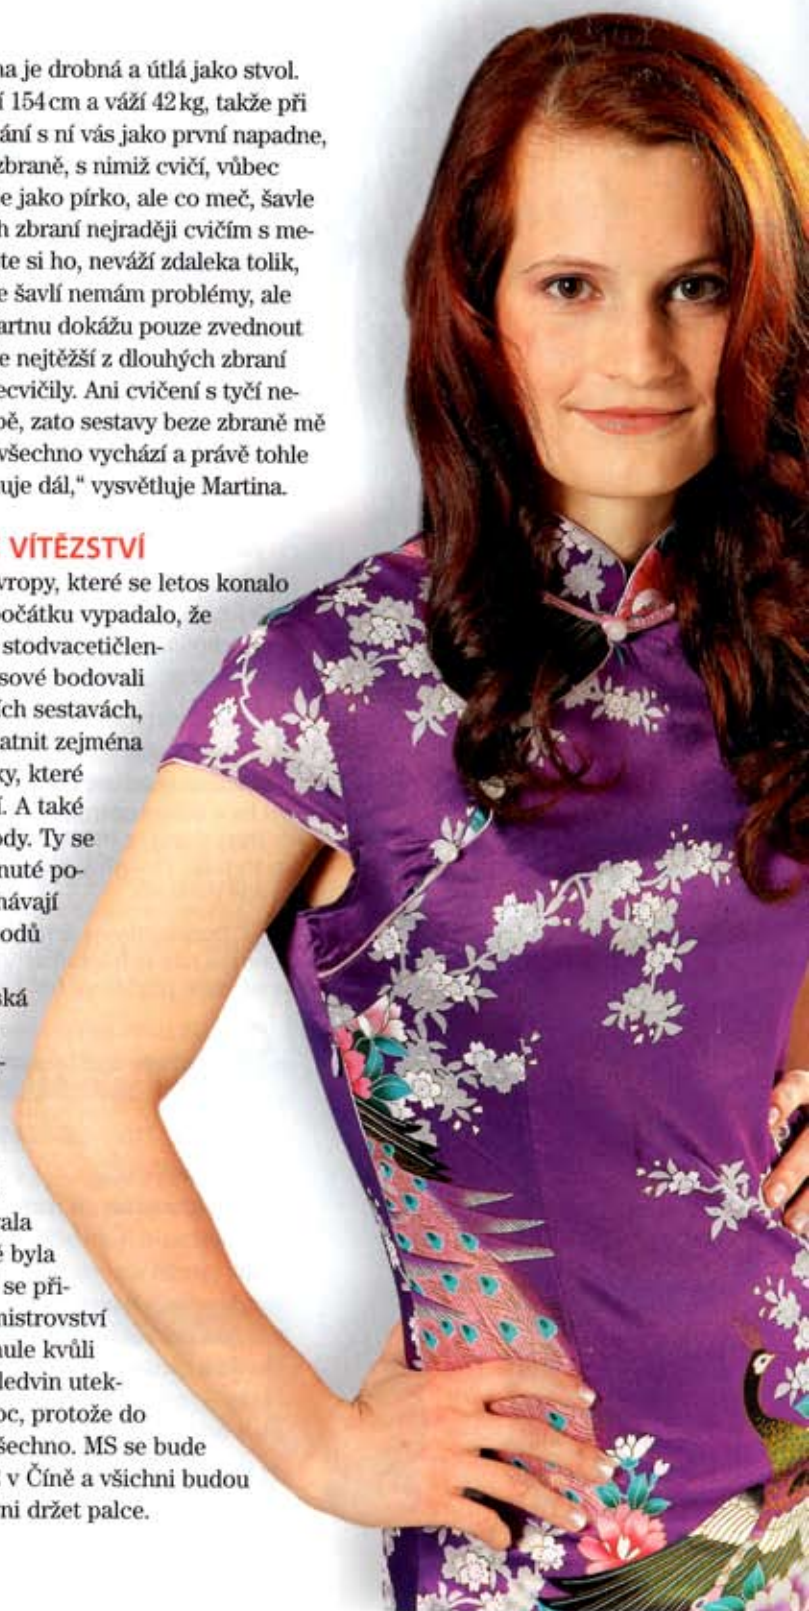 na je drobná a útlá jako stvol.
í 154 cm a váží 42 kg, takže při
ání s ní vás jako první napadne,
zbraně, s nimiž cvičí, vůbec
e jako pírko, ale co meč, šavle
h zbraní nejraději cvičím s me-
te si ho, neváží zdaleka tolik,
e šavlí nemám problémy, ale
artnu dokážu pouze zvednout
e nejtěžší z dlouhých zbraní
ecvičily. Ani cvičení s tyčí ne-
bě, zato sestavy beze zbraně mě
všechno vychází a právě tohle
uje dál,“ vysvětluje Martina.
VÍTĚZSTVÍ
vropy, které se letos konalo
počátku vypadalo, že
stodvacetičlen-
sové bodovali
ích sestavách,
atnit zejména
ky, které
í. A také
ody. Ty se
nuté po-
návají
odů
ská
-
vala
é byla
se při-
mistrovství
nule kvůli
ledvin utek-
oc, protože do
šechno. MS se bude
v Číně a všichni budou
ni držet palce.